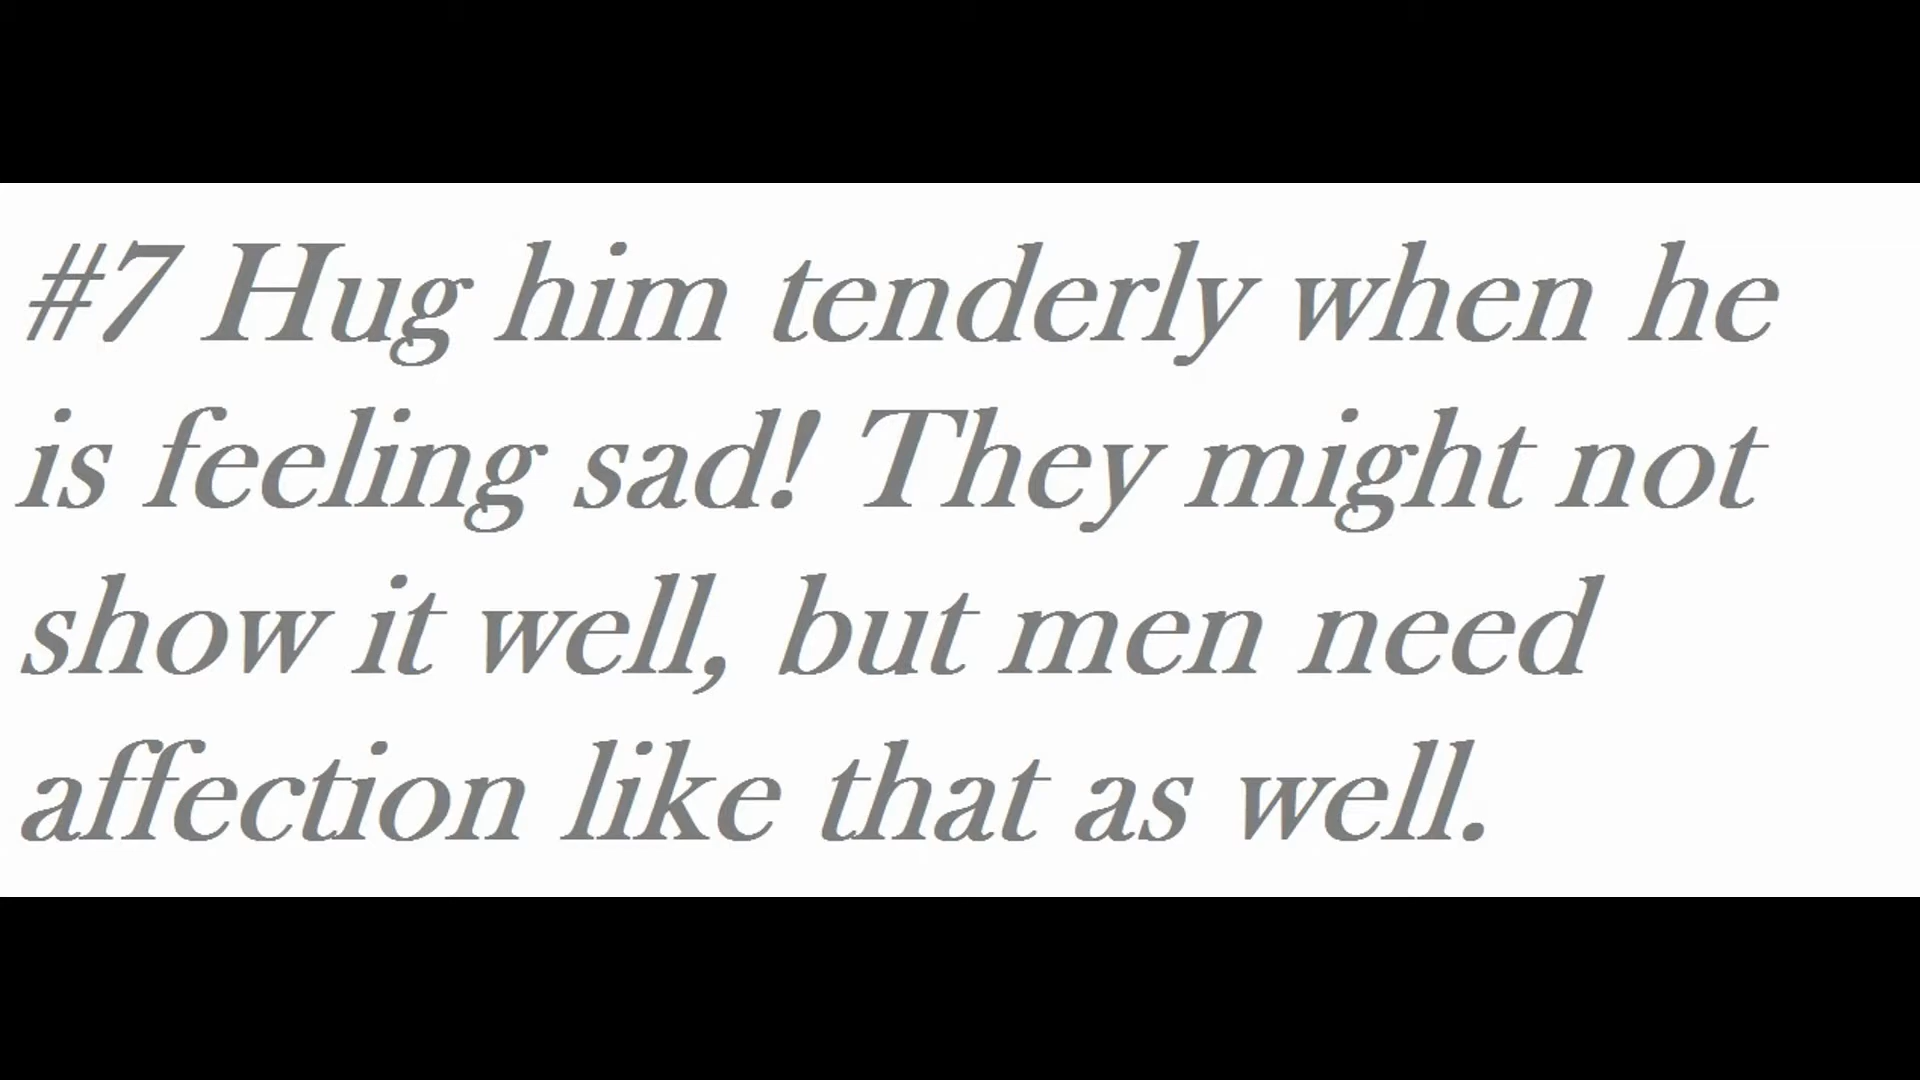 #7 Hug him tenderly when he
is feeling sad! They might not
show it well, but men need
affection like that as well.